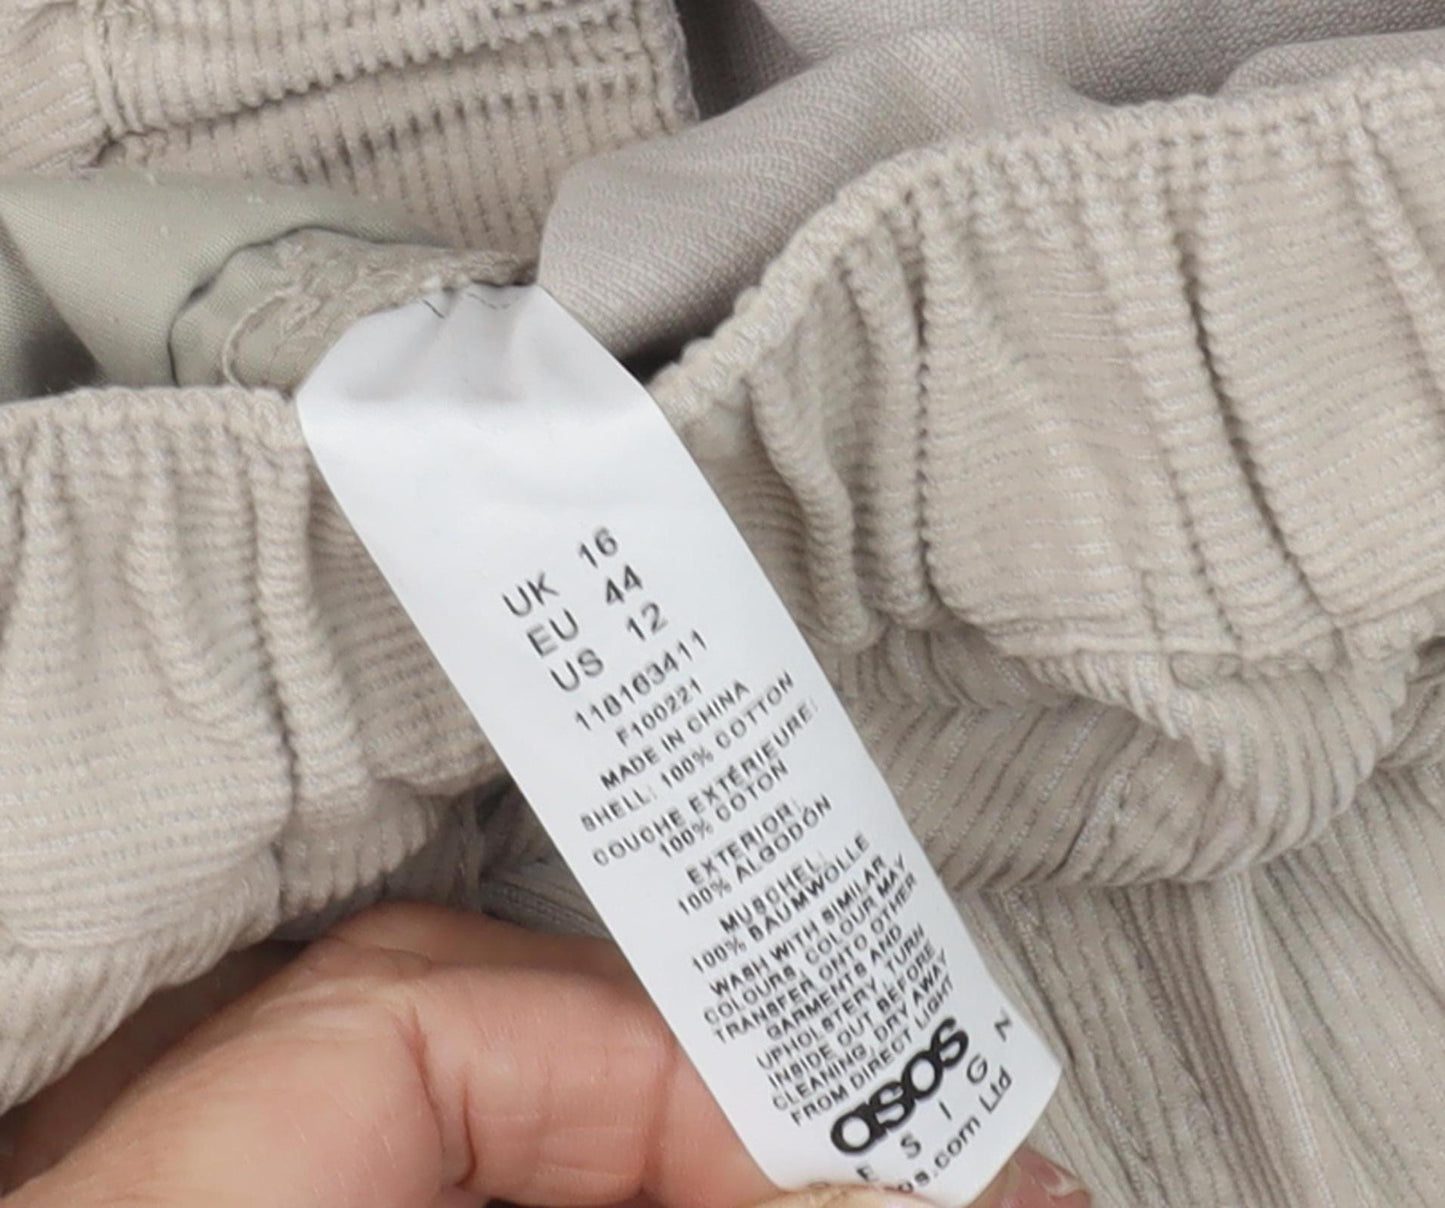 UK 16
EU 44
US 12
118163411
F100221
MADE IN CHINA
SHELL: 100% COTTON
COUCHE EXTÉRIEURE:
100% COTON
EXTERIOR:
100% ALGODÓN
MUSCHEL:
100% BAUMWOLLE
WASH WITH SIMILAR
COLOURS, COLOUR MAY
TRANSFER ONTO OTHER
GARMENTS AND
UPHOLSTERY, TURN
INSIDE OUT BEFORE
CLEANING, DRY AWAY
FROM DIRECT LIGHT
asos
ESIGN
os.com Ltd